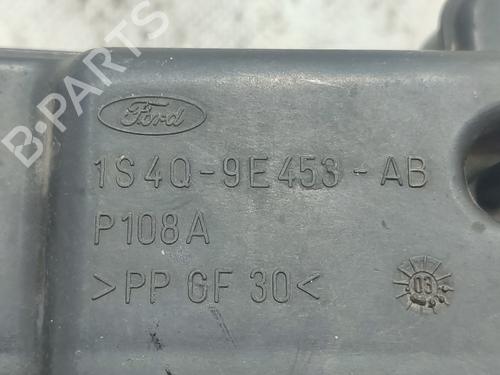 B-PARTS
Ford
1S4Q-9E453-AB
P108A
>PP GF 30<
03